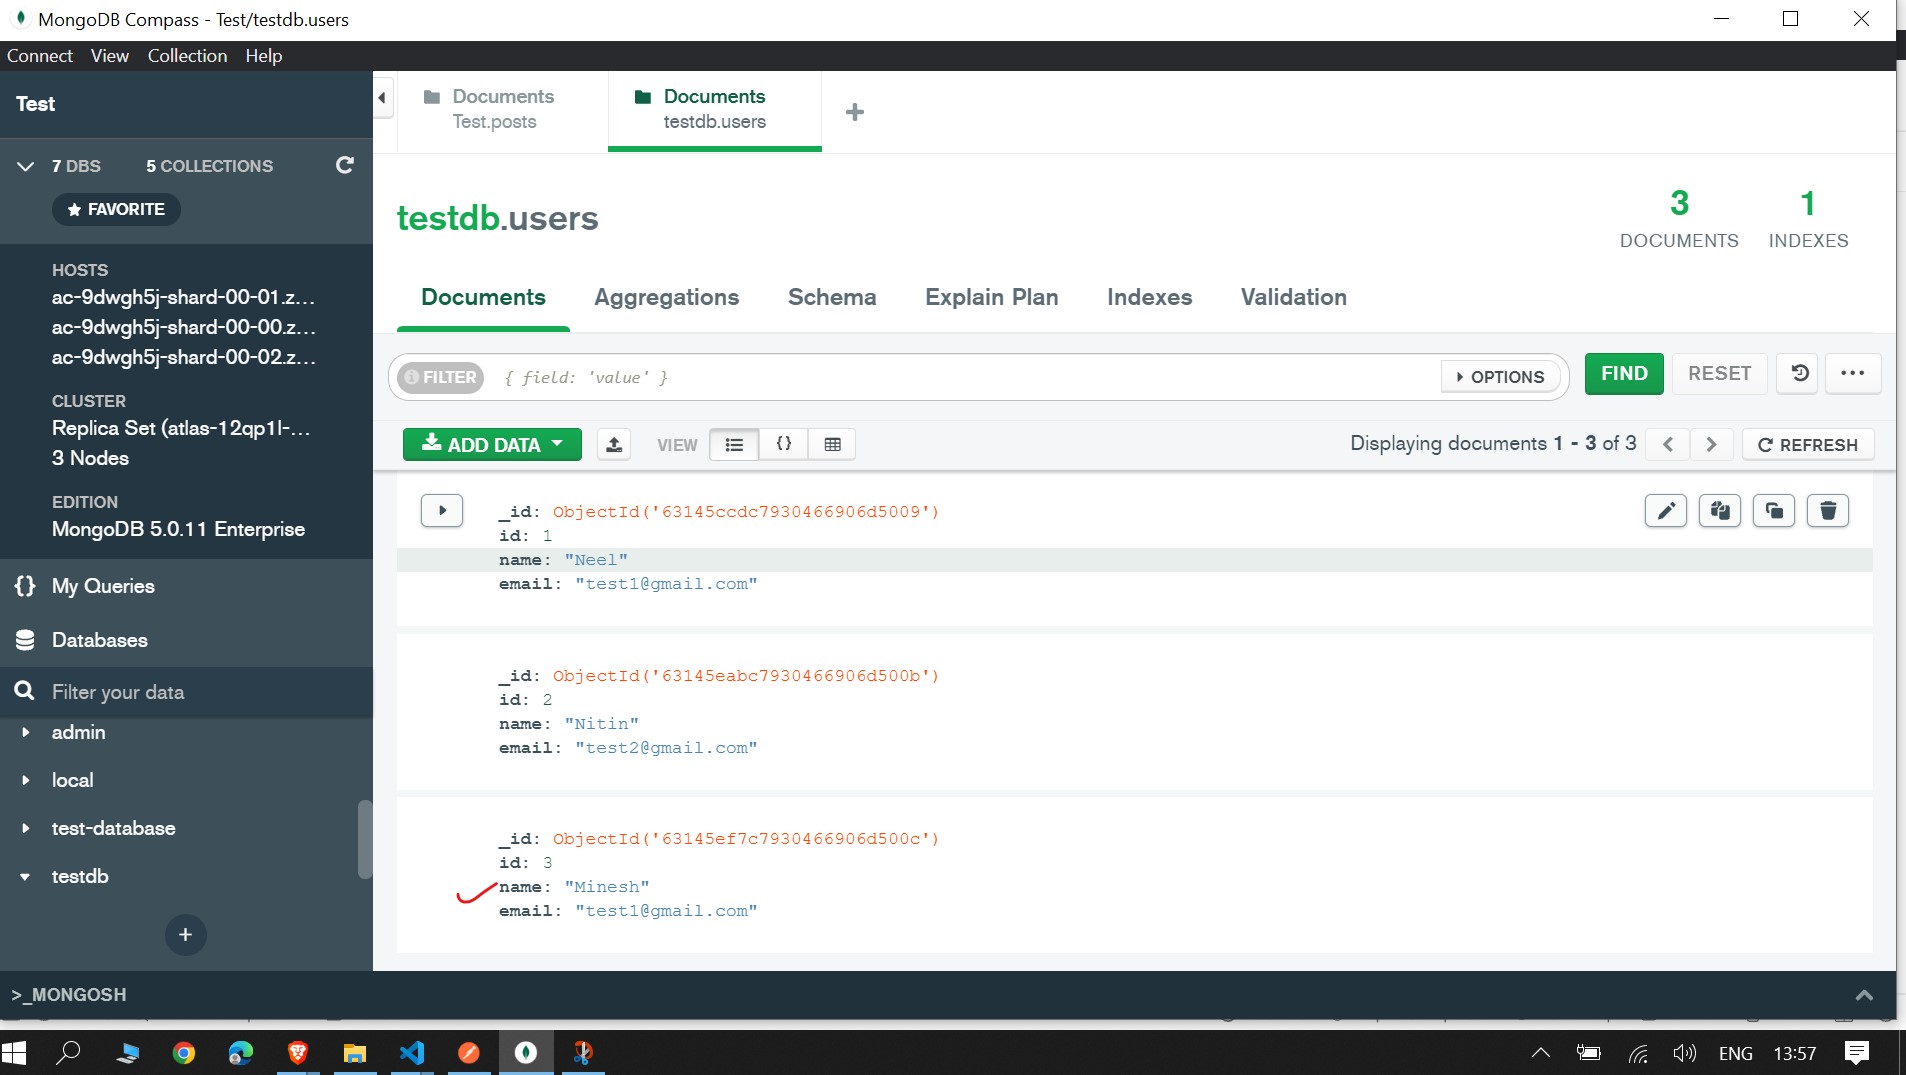 MongoDB Compass - Test/testdb.users
Connect View Collection Help
Test
7 DBS 5 COLLECTIONS
FAVORITE
HOSTS
ac-9dwgh5j-shard-00-01.z...
ac-9dwgh5j-shard-00-00.z...
ac-9dwgh5j-shard-00-02.z...
CLUSTER
Replica Set (atlas-12qp1l-...
3 Nodes
EDITION
MongoDB 5.0.11 Enterprise
{} My Queries
Databases
Filter your data
admin
local
test-database
testdb
+
Documents
Test.posts
Documents
testdb.users
+
testdb.users
3
DOCUMENTS
1
INDEXES
Documents Aggregations Schema Explain Plan Indexes Validation
FILTER { field: 'value' } OPTIONS FIND RESET ...
ADD DATA VIEW {} Displaying documents 1 - 3 of 3 < > REFRESH
_id: ObjectId('63145ccdc7930466906d5009')
id: 1
name: "Neel"
email: "test1@gmail.com"
_id: ObjectId('63145eabc7930466906d500b')
id: 2
name: "Nitin"
email: "test2@gmail.com"
_id: ObjectId('63145ef7c7930466906d500c')
id: 3
name: "Minesh"
email: "test1@gmail.com"
>_MONGOSH
ENG 13:57